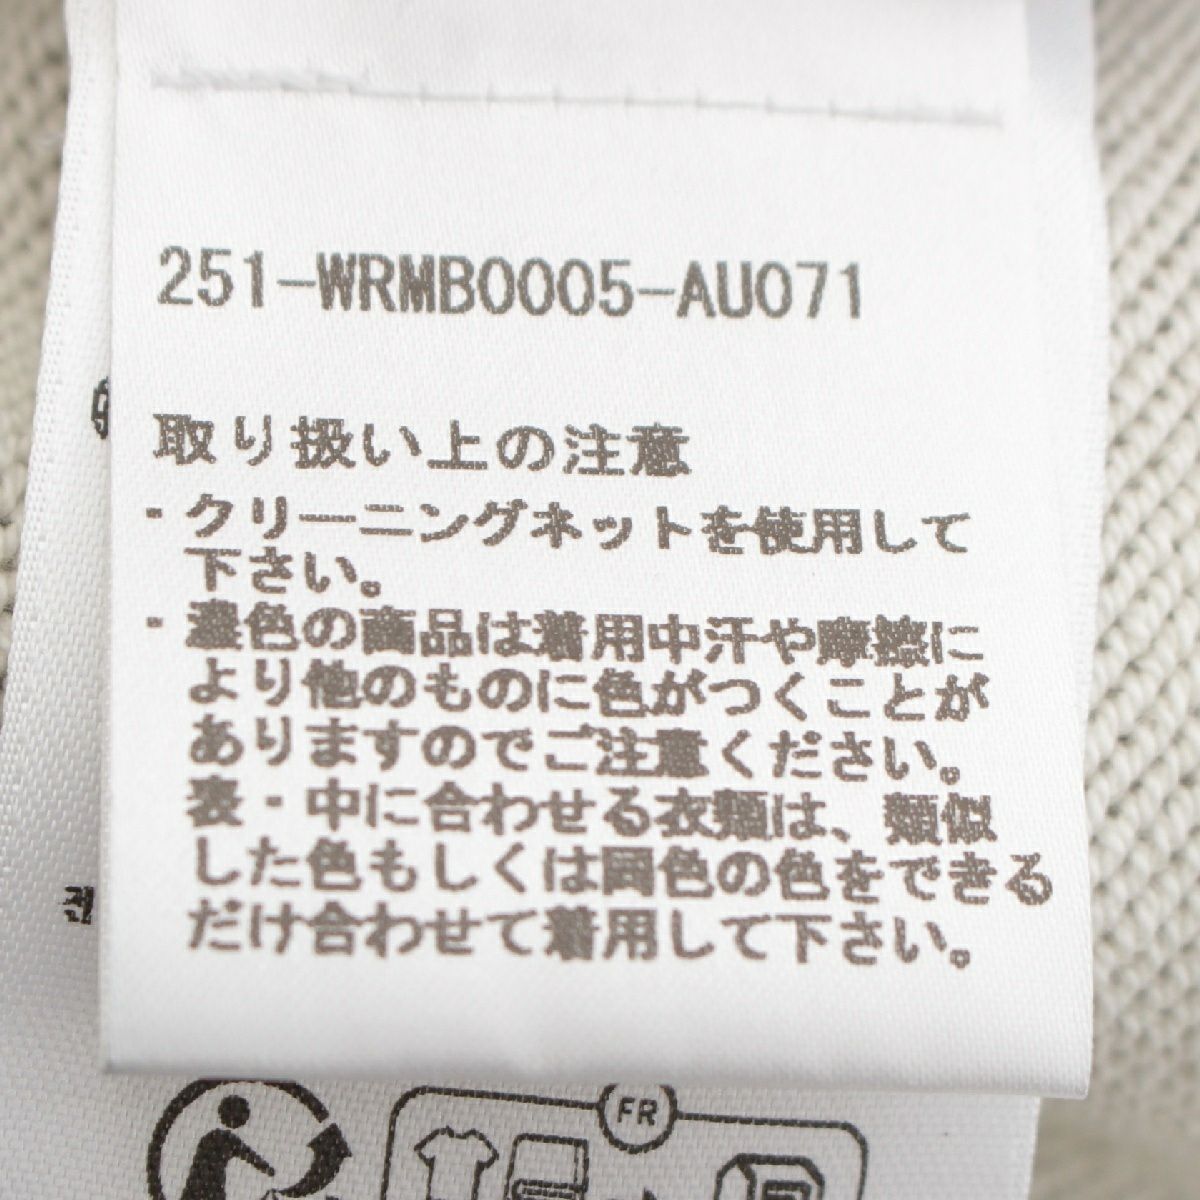 251-WRMB0005-AU071
取り扱い上の注意
・クリーニングネットを使用して
下さい。
・濃色の商品は着用中汗や摩擦に
より他のものに色がつくことが
ありますのでご注意ください。
表・中に合わせる衣類は、類似
した色もしくは同色の色をできる
だけ合わせて着用して下さい。
FR